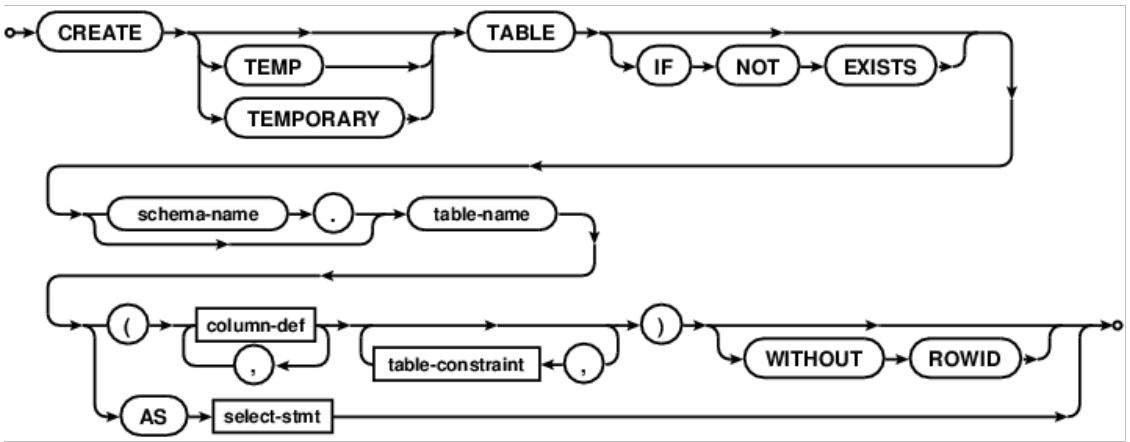 CREATE TABLE
TEMP IF NOT EXISTS
TEMPORARY
schema-name . table-name
( column-def )
, table-constraint , WITHOUT ROWID
AS select-stmt